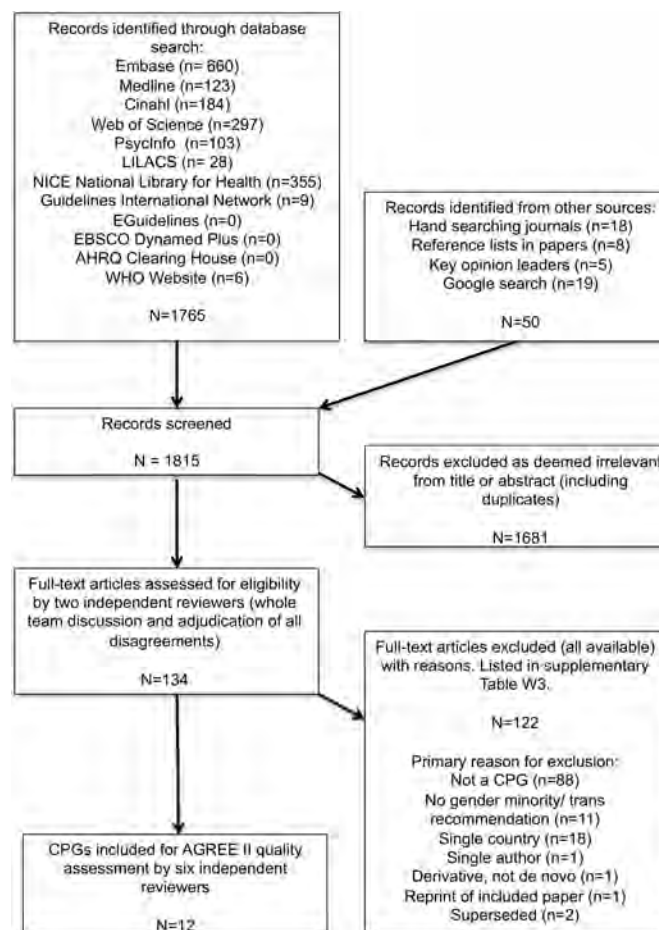 Records identified through database
search:
Embase (n= 660)
Medline (n=123)
Cinahl (n=184)
Web of Science (n=297)
PsycInfo (n=103)
LILACS (n= 28)
NICE National Library for Health (n=355)
Guidelines International Network (n=9)
EGuidelines (n=0)
EBSCO Dynamed Plus (n=0)
AHRQ Clearing House (n=0)
WHO Website (n=6)
N=1765
Records identified from other sources:
Hand searching journals (n=18)
Reference lists in papers (n=8)
Key opinion leaders (n=5)
Google search (n=19)
N=50
Records screened
N = 1815
Records excluded as deemed irrelevant
from title or abstract (including
duplicates)
N=1681
Full-text articles assessed for eligibility
by two independent reviewers (whole
team discussion and adjudication of all
disagreements)
N=134
Full-text articles excluded (all available)
with reasons. Listed in supplementary
Table W3.
N=122
Primary reason for exclusion:
Not a CPG (n=88)
No gender minority/ trans
recommendation (n=11)
Single country (n=18)
Single author (n=1)
Derivative, not de novo (n=1)
Reprint of included paper (n=1)
Superseded (n=2)
CPGs included for AGREE II quality
assessment by six independent
reviewers
N=12